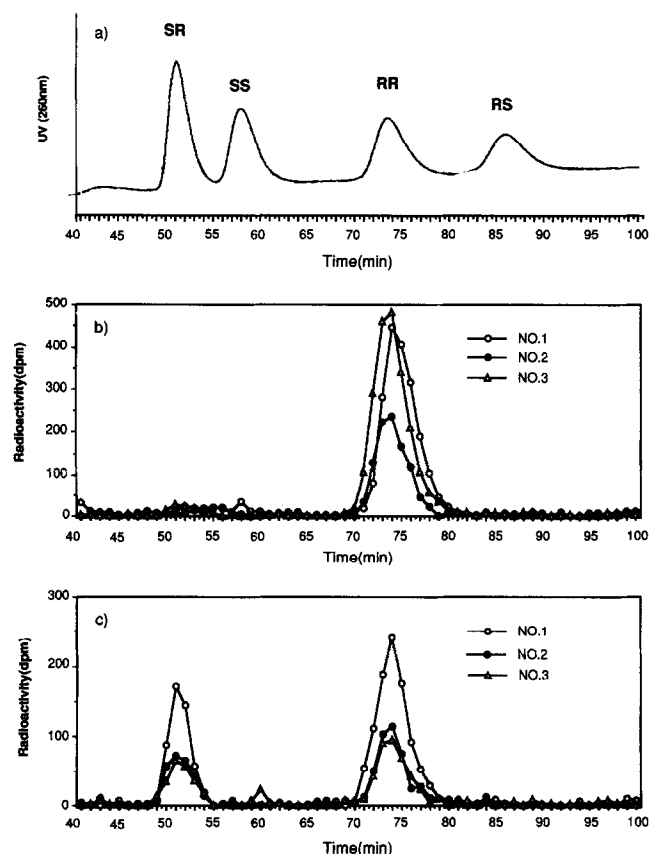 a)
SR
SS
RR
RS
UV (260nm)
40 45 50 55 60 65 70 75 80 85 90 95 100
Time(min)
b)
500
400
300
200
100
0
Radioactivity(dpm)
NO.1
NO.2
NO.3
40 45 50 55 60 65 70 75 80 85 90 95 100
Time(min)
c)
300
200
100
0
Radioactivity(dpm)
NO.1
NO.2
NO.3
40 45 50 55 60 65 70 75 80 85 90 95 100
Time(min)